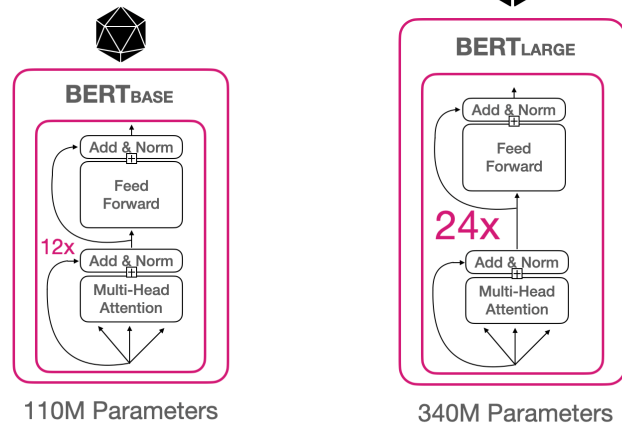 BERTBASE
Add & Norm
Feed
Forward
12x
Add & Norm
Multi-Head
Attention
110M Parameters
BERTLARGE
Add & Norm
Feed
Forward
24x
Add & Norm
Multi-Head
Attention
340M Parameters